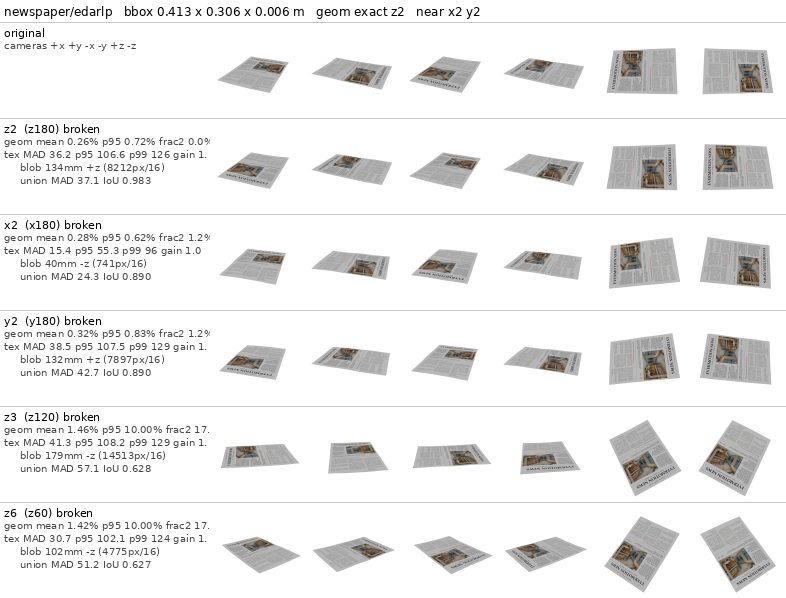 newspaper/edarlp   bbox 0.413 x 0.306 x 0.006 m   geom exact z2   near x2 y2
original
cameras +x +y -x -y +z -z
z2  (z180) broken
geom mean 0.26% p95 0.72% frac2 0.0%
tex MAD 36.2 p95 106.6 p99 126 gain 1.
blob 134mm +z (8212px/16)
union MAD 37.1 IoU 0.983
x2  (x180) broken
geom mean 0.28% p95 0.62% frac2 1.2%
tex MAD 15.4 p95 55.3 p99 96 gain 1.0
blob 40mm -z (741px/16)
union MAD 24.3 IoU 0.890
y2  (y180) broken
geom mean 0.32% p95 0.83% frac2 1.2%
tex MAD 38.5 p95 107.5 p99 129 gain 1.
blob 132mm +z (7897px/16)
union MAD 42.7 IoU 0.890
z3  (z120) broken
geom mean 1.46% p95 10.00% frac2 17.
tex MAD 41.3 p95 108.2 p99 129 gain 1.
blob 179mm -z (14513px/16)
union MAD 57.1 IoU 0.628
z6  (z60) broken
geom mean 1.42% p95 10.00% frac2 17.
tex MAD 30.7 p95 102.1 p99 124 gain 1.
blob 102mm -z (4775px/16)
union MAD 51.2 IoU 0.627